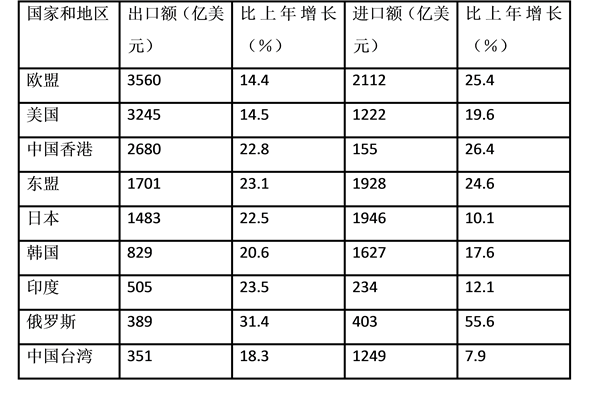 国家和地区 出口额（亿美 比上年增长 进口额（亿美 比上年增长
元） （%） 元） （%）
欧盟 3560 14.4 2112 25.4
美国 3245 14.5 1222 19.6
中国香港 2680 22.8 155 26.4
东盟 1701 23.1 1928 24.6
日本 1483 22.5 1946 10.1
韩国 829 20.6 1627 17.6
印度 505 23.5 234 12.1
俄罗斯 389 31.4 403 55.6
中国台湾 351 18.3 1249 7.9